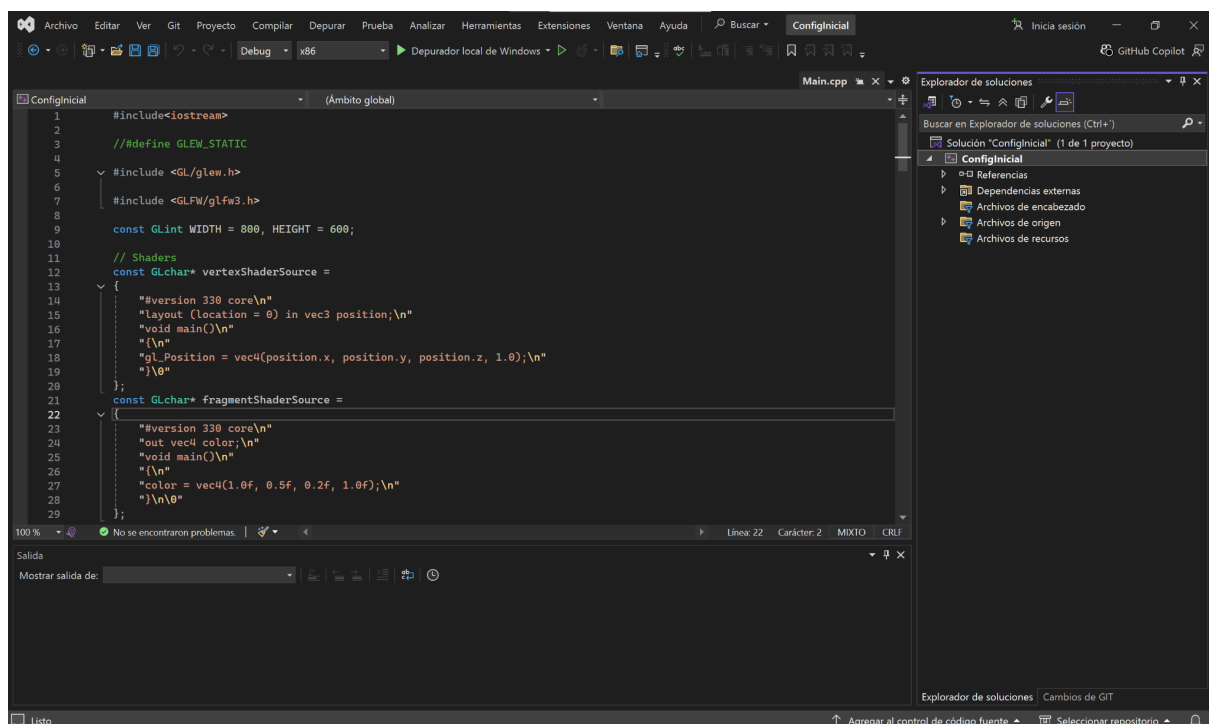 Archivo Editar Ver Git Proyecto Compilar Depurar Prueba Analizar Herramientas Extensiones Ventana Ayuda Buscar ConfigInicial Inicia sesión
Debug x86 Depurador local de Windows GitHub Copilot
Main.cpp
ConfigInicial (Ámbito global)
1 #include<iostream>
2
3 //#define GLEW_STATIC
4
5 #include <GL/glew.h>
6
7 #include <GLFW/glfw3.h>
8
9 const GLint WIDTH = 800, HEIGHT = 600;
10
11 // Shaders
12 const GLchar* vertexShaderSource =
13 {
14 "#version 330 core\n"
15 "layout (location = 0) in vec3 position;\n"
16 "void main()\n"
17 "{\n"
18 "gl_Position = vec4(position.x, position.y, position.z, 1.0);\n"
19 "}\0"
20 };
21 const GLchar* fragmentShaderSource =
22 {
23 "#version 330 core\n"
24 "out vec4 color;\n"
25 "void main()\n"
26 "{\n"
27 "color = vec4(1.0f, 0.5f, 0.2f, 1.0f);\n"
28 "}\n\0"
29 };
100 % No se encontraron problemas. Línea: 22 Carácter: 2 MIXTO CRLF
Salida
Mostrar salida de:
Explorador de soluciones
Buscar en Explorador de soluciones (Ctrl+´)
Solución "ConfigInicial" (1 de 1 proyecto)
ConfigInicial
Referencias
Dependencias externas
Archivos de encabezado
Archivos de origen
Archivos de recursos
Explorador de soluciones Cambios de GIT
Listo Agregar al control de código fuente Seleccionar repositorio